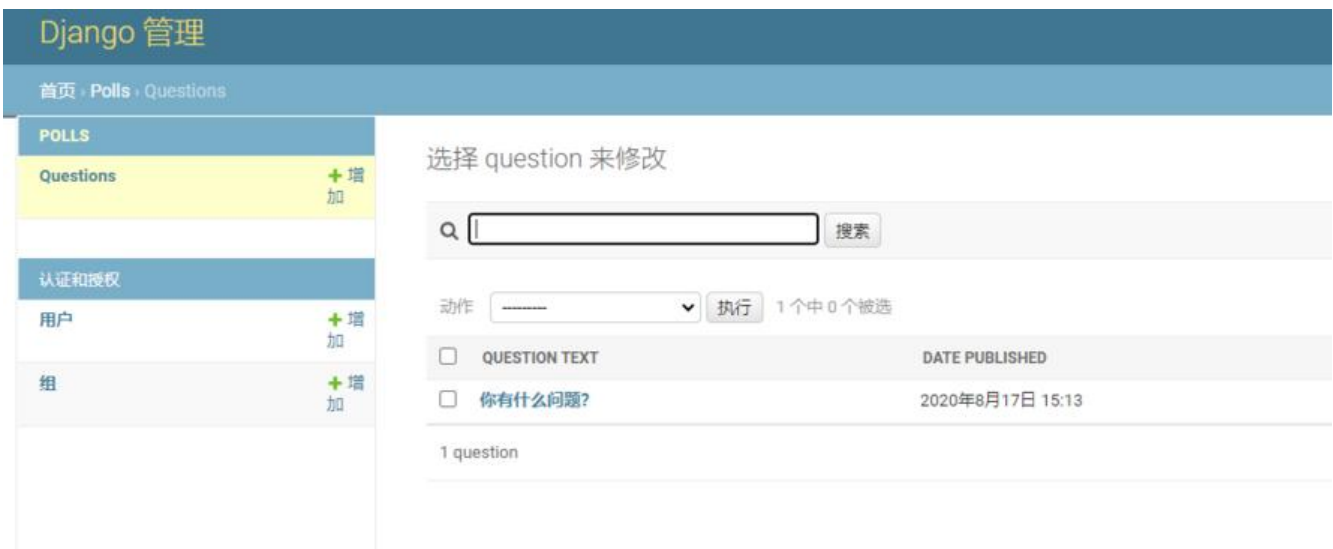 Django 管理
首页 › Polls › Questions
POLLS
Questions
+ 增加
认证和授权
用户
+ 增加
组
+ 增加
选择 question 来修改
搜索
动作 --------- 执行 1 个中 0 个被选
QUESTION TEXT DATE PUBLISHED
你有什么问题? 2020年8月17日 15:13
1 question